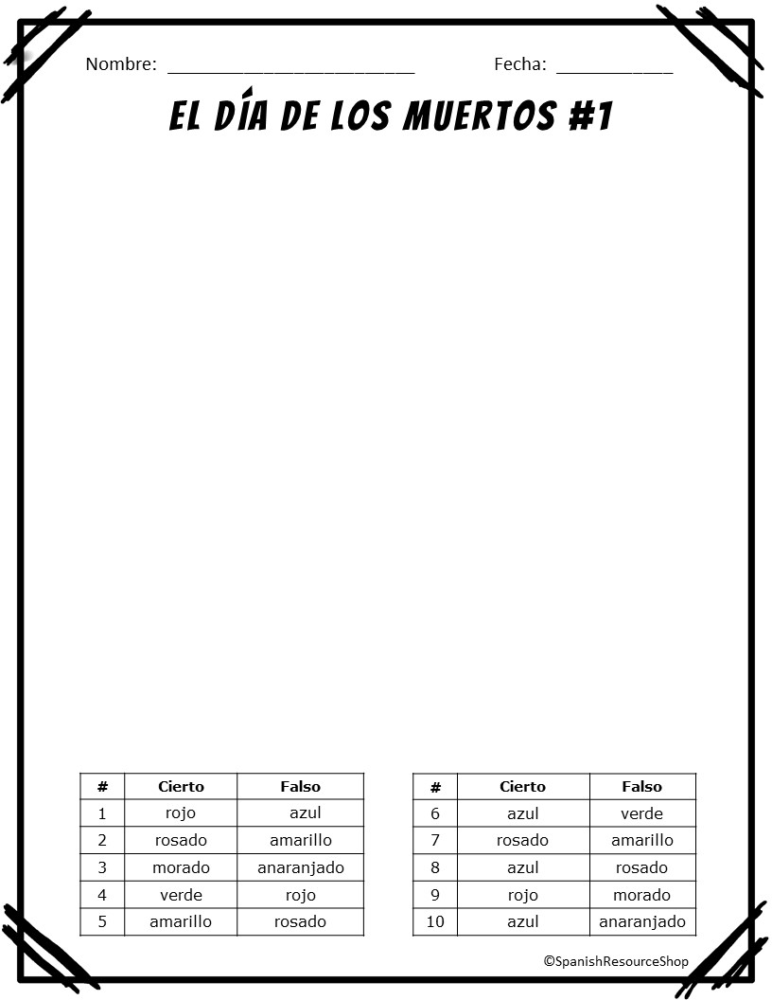 Nombre: ________________________ Fecha: ___________
EL DÍA DE LOS MUERTOS #1
# Cierto Falso
1 rojo azul
2 rosado amarillo
3 morado anaranjado
4 verde rojo
5 amarillo rosado
# Cierto Falso
6 azul verde
7 rosado amarillo
8 azul rosado
9 rojo morado
10 azul anaranjado
©SpanishResourceShop